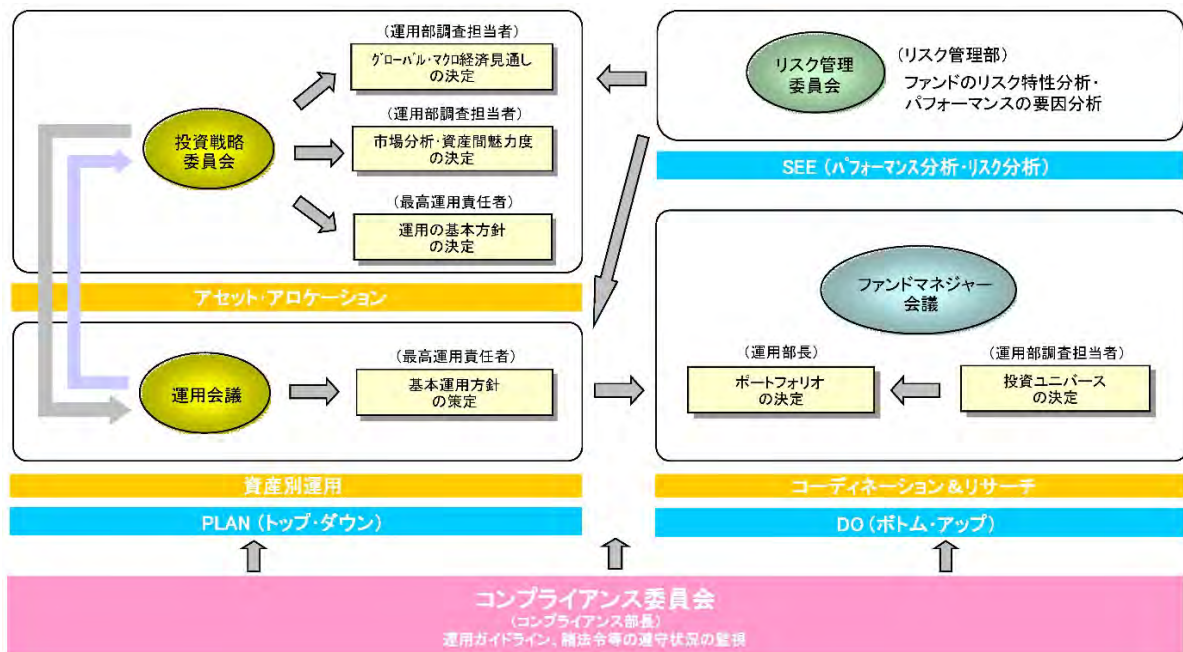 (運用部調査担当者)
グローバル・マクロ経済見通し
の決定
投資戦略
委員会
(運用部調査担当者)
市場分析・資産間魅力度
の決定
(最高運用責任者)
運用の基本方針
の決定
アセット・アロケーション
リスク管理
委員会
(リスク管理部)
ファンドのリスク特性分析・
パフォーマンスの要因分析
SEE (パフォーマンス分析・リスク分析)
運用会議
(最高運用責任者)
基本運用方針
の策定
資産別運用
PLAN (トップ・ダウン)
ファンドマネジャー
会議
(運用部長)
ポートフォリオ
の決定
(運用部調査担当者)
投資ユニバース
の決定
コーディネーション&リサーチ
DO (ボトム・アップ)
コンプライアンス委員会
(コンプライアンス部長)
運用ガイドライン、諸法令等の遵守状況の監視